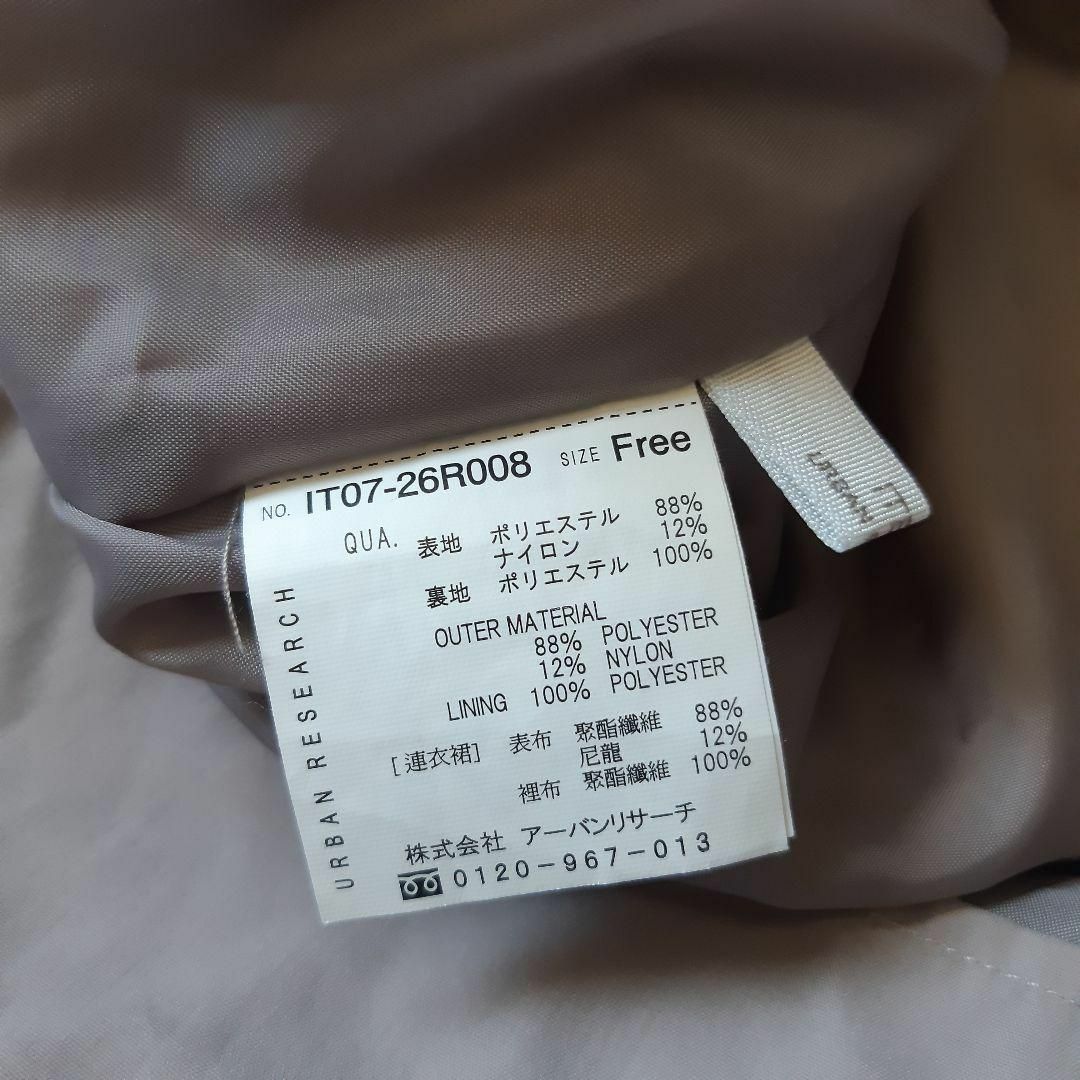 NO. IT07-26R008 SIZE Free
QUA. 表地 ポリエステル 88%
ナイロン 12%
裏地 ポリエステル 100%
OUTER MATERIAL
88% POLYESTER
12% NYLON
LINING 100% POLYESTER
[連衣裙] 表布 聚酯纖維 88%
尼龍 12%
裡布 聚酯纖維 100%
株式会社 アーバンリサーチ
0120-967-013
URBAN RESEARCH
URBAN